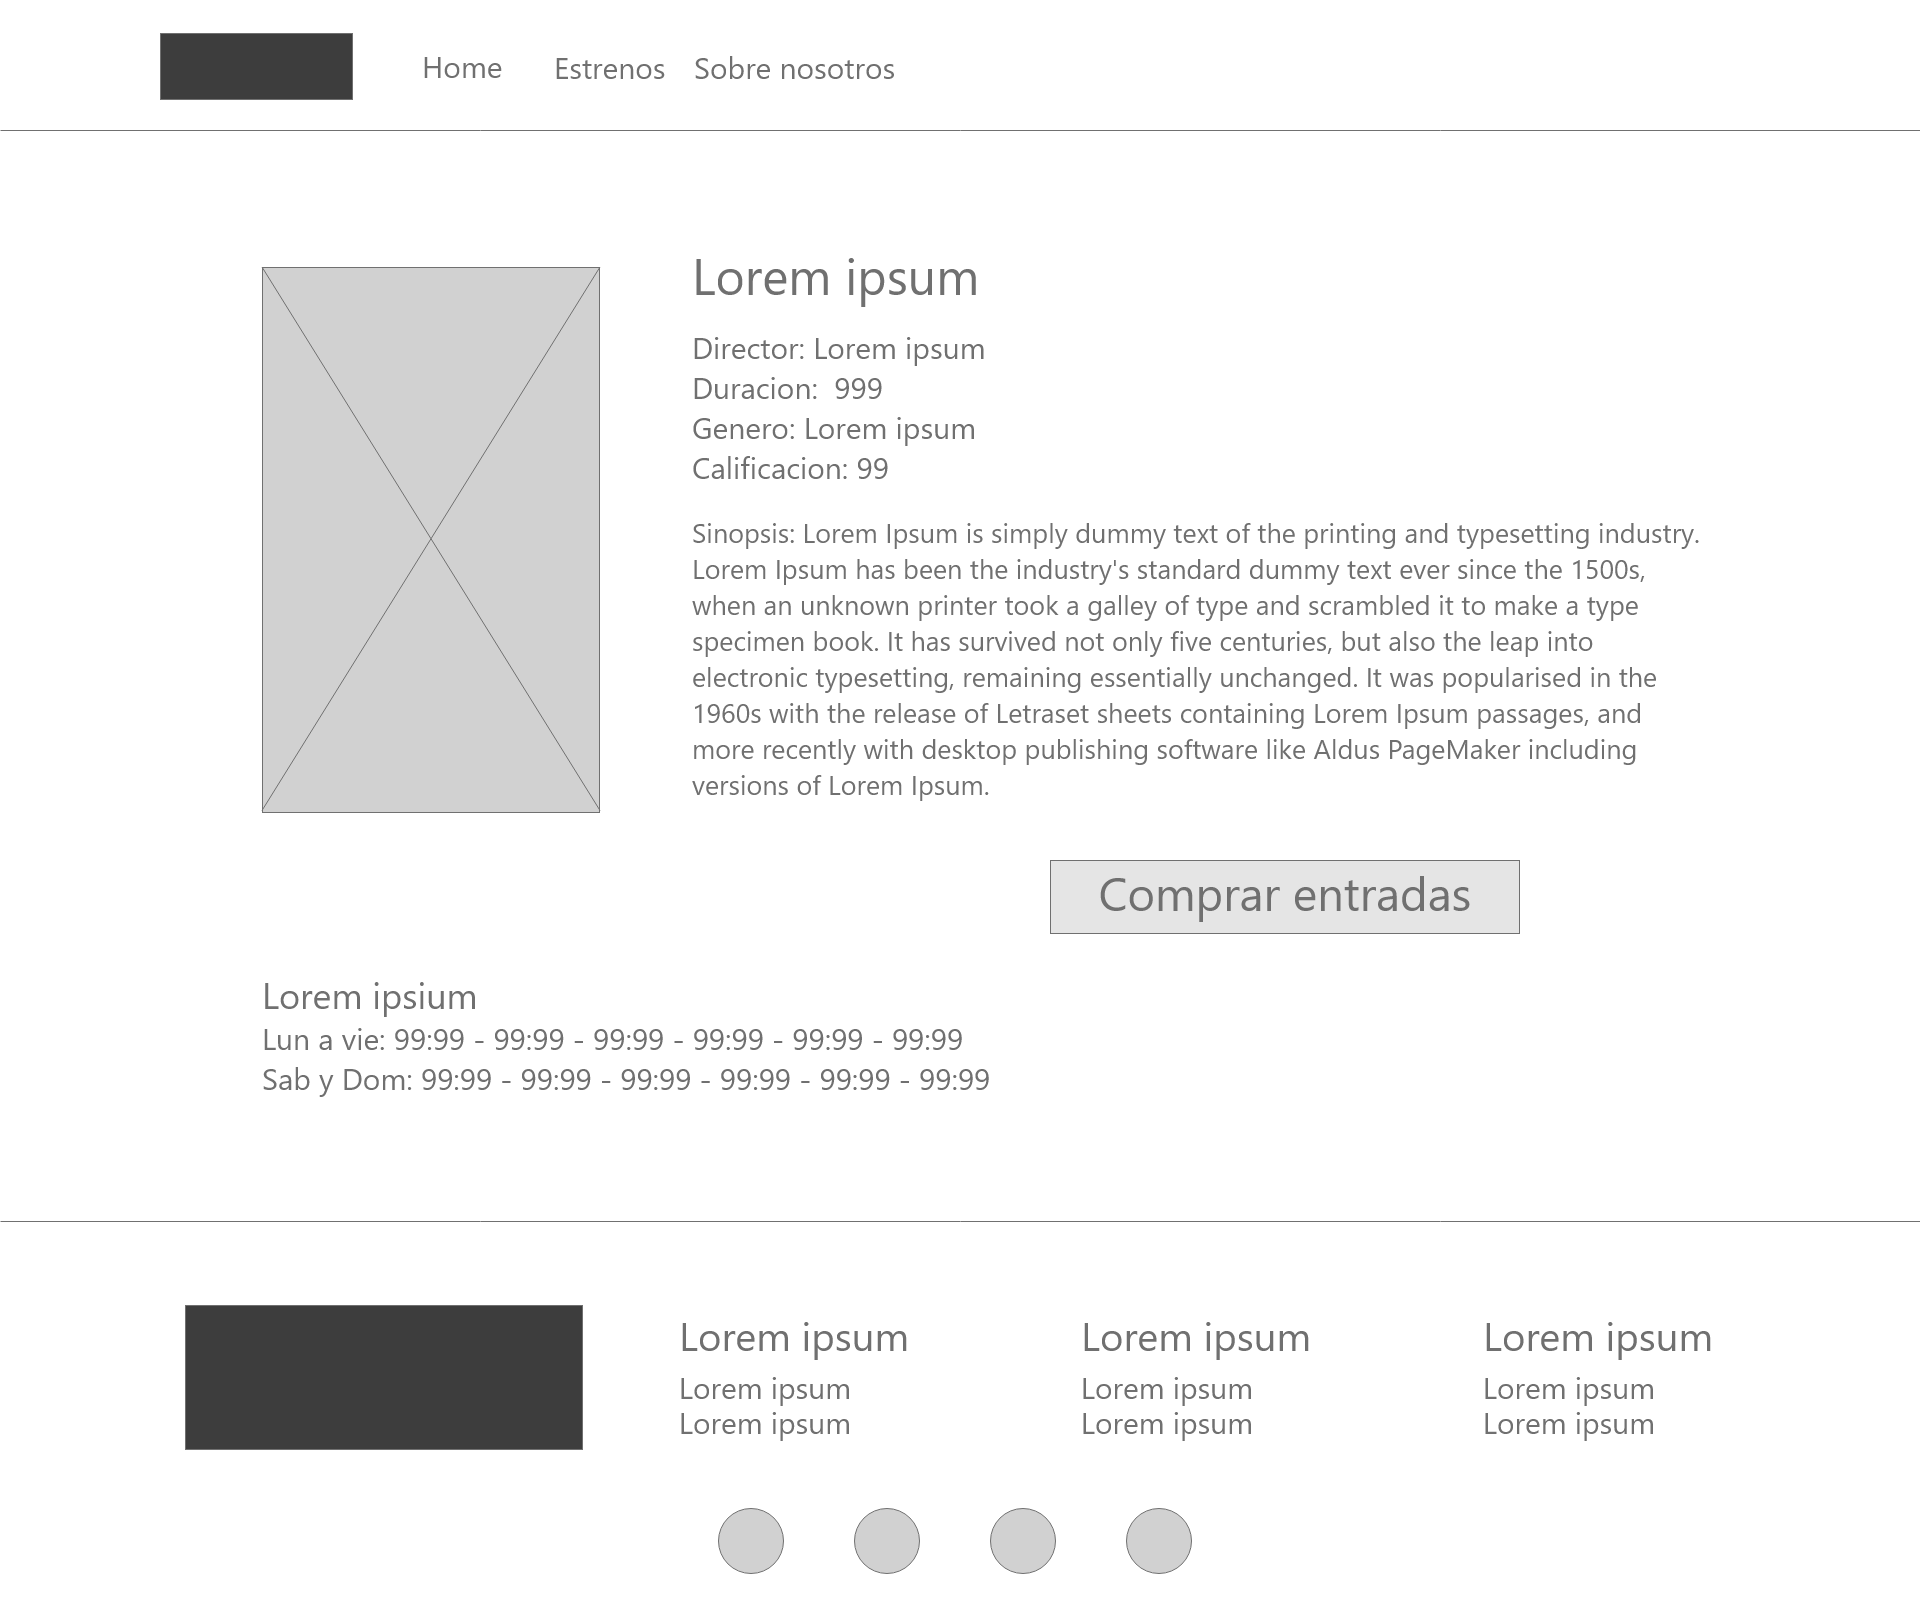 Home Estrenos Sobre nosotros
Lorem ipsum
Director: Lorem ipsum
Duracion:  999
Genero: Lorem ipsum
Calificacion: 99
Sinopsis: Lorem Ipsum is simply dummy text of the printing and typesetting industry.
Lorem Ipsum has been the industry's standard dummy text ever since the 1500s,
when an unknown printer took a galley of type and scrambled it to make a type
specimen book. It has survived not only five centuries, but also the leap into
electronic typesetting, remaining essentially unchanged. It was popularised in the
1960s with the release of Letraset sheets containing Lorem Ipsum passages, and
more recently with desktop publishing software like Aldus PageMaker including
versions of Lorem Ipsum.
Comprar entradas
Lorem ipsium
Lun a vie: 99:99 - 99:99 - 99:99 - 99:99 - 99:99 - 99:99
Sab y Dom: 99:99 - 99:99 - 99:99 - 99:99 - 99:99 - 99:99
Lorem ipsum
Lorem ipsum
Lorem ipsum
Lorem ipsum
Lorem ipsum
Lorem ipsum
Lorem ipsum
Lorem ipsum
Lorem ipsum